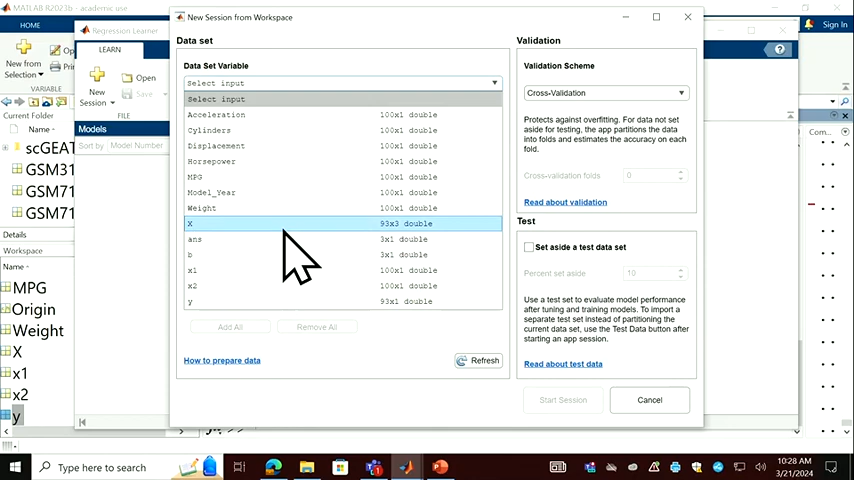 MATLAB R2023b - academic use
HOME
Sign In
New from
Selection
Open
VARIABLE
Current Folder
Name
scGEAT
GSM31
GSM71
GSM71
Details
Workspace
Name
MPG
Origin
Weight
X
x1
x2
y
Regression Learner
LEARN
New
Session
Open
Save
FILE
Models
Sort by Model Number
New Session from Workspace
Data set
Data Set Variable
Select input
Select input
Acceleration 100x1 double
Cylinders 100x1 double
Displacement 100x1 double
Horsepower 100x1 double
MPG 100x1 double
Model_Year 100x1 double
Weight 100x1 double
X 93x3 double
ans 3x1 double
b 3x1 double
x1 100x1 double
x2 100x1 double
y 93x1 double
Add All
Remove All
How to prepare data
Refresh
Validation
Validation Scheme
Cross-Validation
Protects against overfitting. For data not set
aside for testing, the app partitions the data
into folds and estimates the accuracy on each
fold.
Cross-validation folds 0
Read about validation
Test
Set aside a test data set
Percent set aside 10
Use a test set to evaluate model performance
after tuning and training models. To import a
separate test set instead of partitioning the
current data set, use the Test Data button after
starting an app session.
Read about test data
Start Session
Cancel
Com...
Type here to search
10:28 AM
3/21/2024